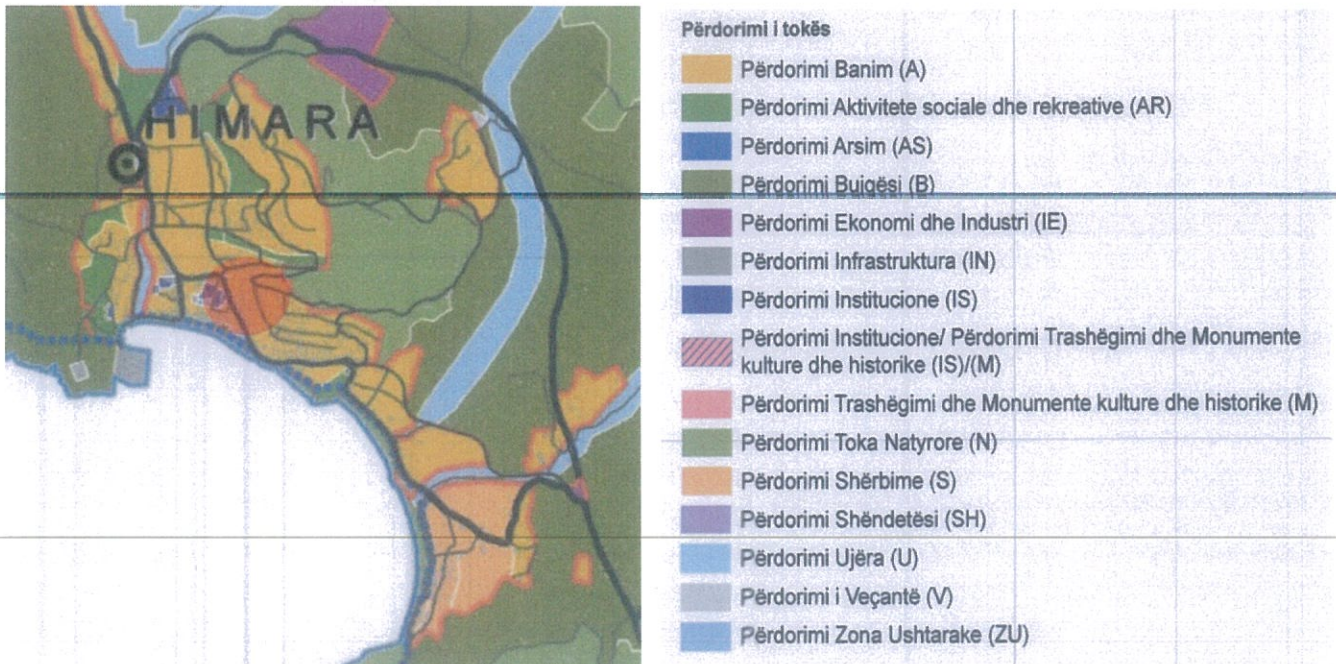 HIMARA
Përdorimi i tokës
Përdorimi Banim (A)
Përdorimi Aktivitete sociale dhe rekreative (AR)
Përdorimi Arsim (AS)
Përdorimi Bujqësi (B)
Përdorimi Ekonomi dhe Industri (IE)
Përdorimi Infrastruktura (IN)
Përdorimi Institucione (IS)
Përdorimi Institucione/ Përdorimi Trashëgimi dhe Monumente
kulture dhe historike (IS)/(M)
Përdorimi Trashëgimi dhe Monumente kulture dhe historike (M)
Përdorimi Toka Natyrore (N)
Përdorimi Shërbime (S)
Përdorimi Shëndetësi (SH)
Përdorimi Ujëra (U)
Përdorimi i Veçantë (V)
Përdorimi Zona Ushtarake (ZU)